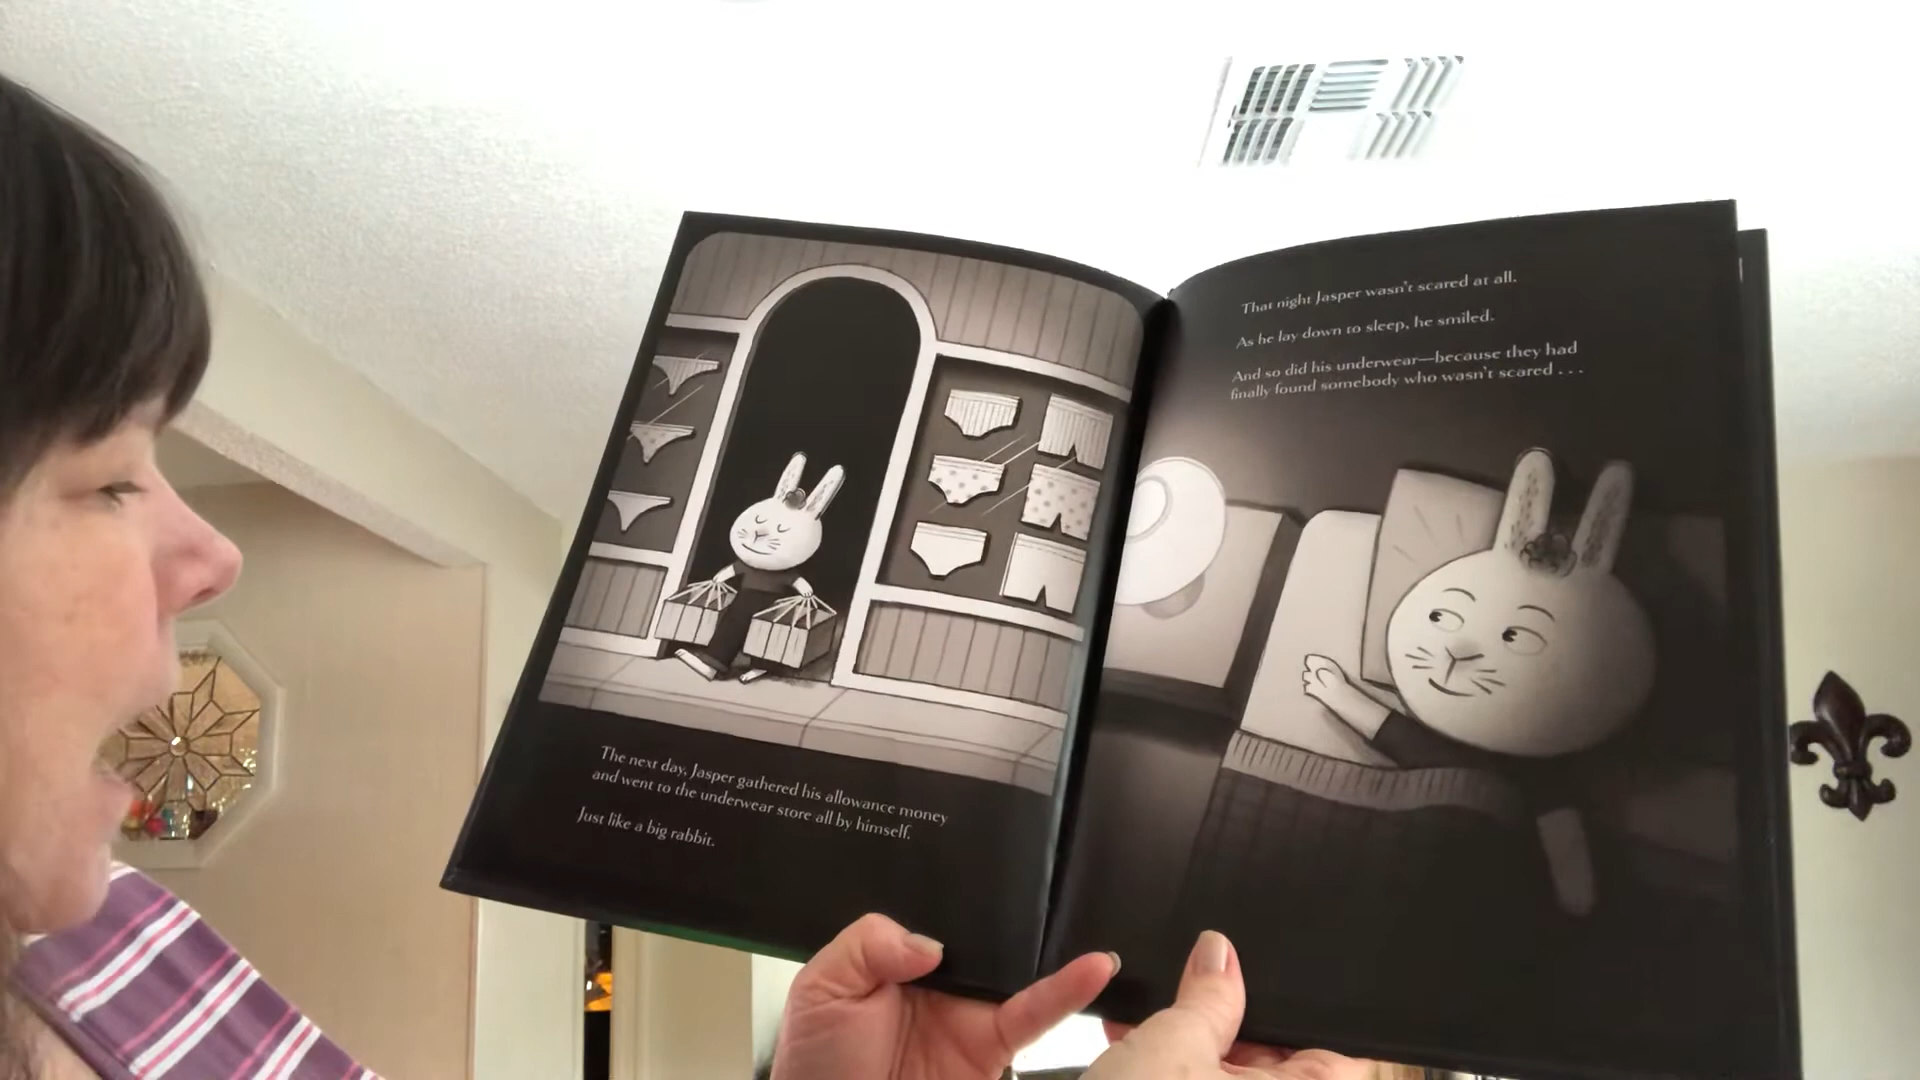 The next day, Jasper gathered his allowance money
and went to the underwear store all by himself.
Just like a big rabbit.
That night Jasper wasn't scared at all.
As he lay down to sleep, he smiled.
And so did his underwear—because they had
finally found somebody who wasn't scared . . .